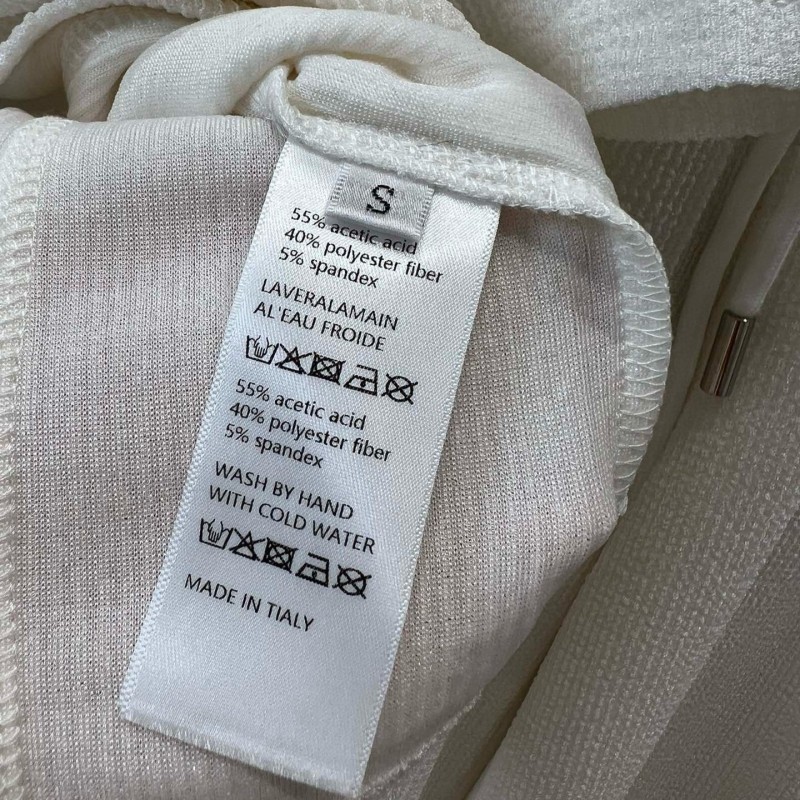 S
55% acetic acid
40% polyester fiber
5% spandex
LAVERALAMAIN
AL'EAU FROIDE
55% acetic acid
40% polyester fiber
5% spandex
WASH BY HAND
WITH COLD WATER
MADE IN TIALY